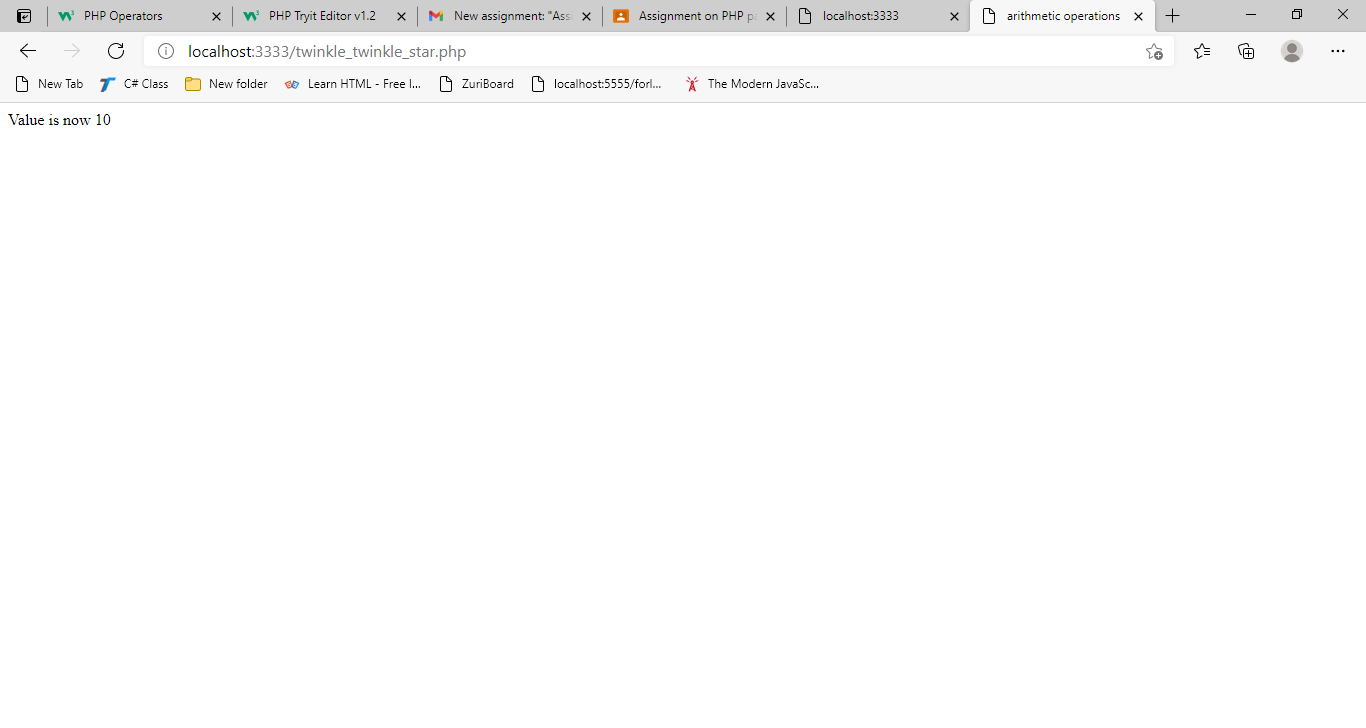 PHP Operators
PHP Tryit Editor v1.2
New assignment: "Ass
Assignment on PHP p
localhost:3333
arithmetic operations
localhost:3333/twinkle_twinkle_star.php
New Tab
C# Class
New folder
Learn HTML - Free I...
ZuriBoard
localhost:5555/forl...
The Modern JavaSc...
Value is now 10